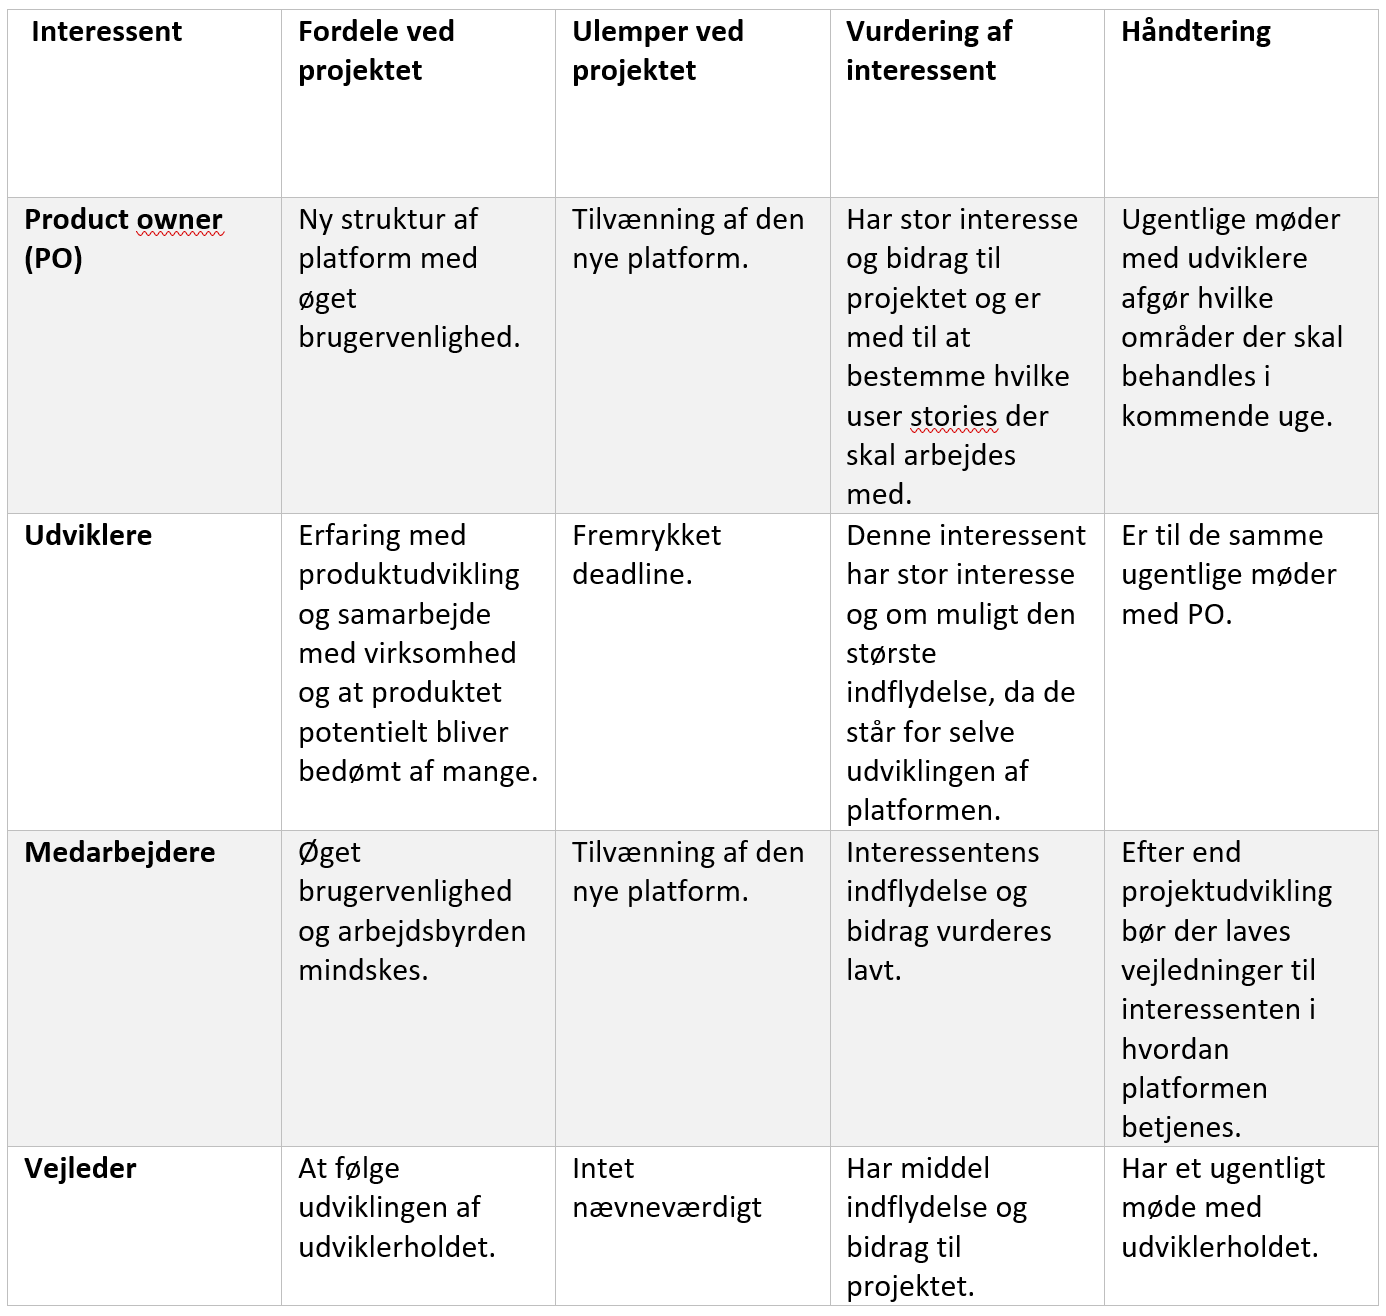 Interessent
Fordele ved
projektet
Ulemper ved
projektet
Vurdering af
interessent
Håndtering
Product owner
(PO)
Ny struktur af
platform med
øget
brugervenlighed.
Tilvænning af den
nye platform.
Har stor interesse
og bidrag til
projektet og er
med til at
bestemme hvilke
user stories der
skal arbejdes
med.
Ugentlige møder
med udviklere
afgør hvilke
områder der skal
behandles i
kommende uge.
Udviklere
Erfaring med
produktudvikling
og samarbejde
med virksomhed
og at produktet
potentielt bliver
bedømt af mange.
Fremrykket
deadline.
Denne interessent
har stor interesse
og om muligt den
største
indflydelse, da de
står for selve
udviklingen af
platformen.
Er til de samme
ugentlige møder
med PO.
Medarbejdere
Øget
brugervenlighed
og arbejdsbyrden
mindskes.
Tilvænning af den
nye platform.
Interessentens
indflydelse og
bidrag vurderes
lavt.
Efter end
projektudvikling
bør der laves
vejledninger til
interessenten i
hvordan
platformen
betjenes.
Vejleder
At følge
udviklingen af
udviklerholdet.
Intet
nævneværdigt
Har middel
indflydelse og
bidrag til
projektet.
Har et ugentligt
møde med
udviklerholdet.